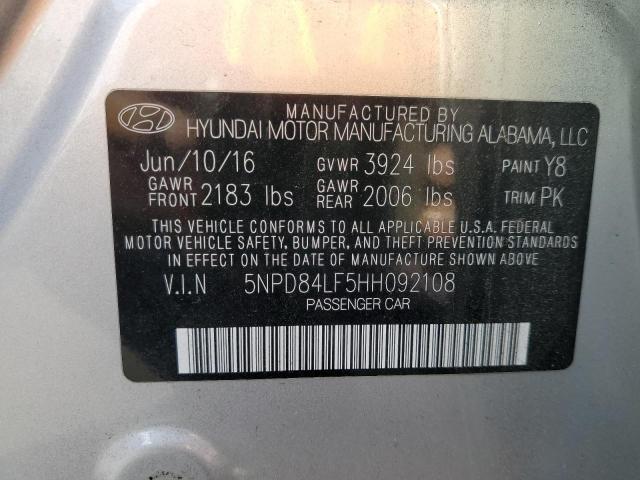 MANUFACTURED BY
HYUNDAI MOTOR MANUFACTURING ALABAMA, LLC
Jun/10/16 GVWR 3924 lbs PAINT Y8
GAWR FRONT 2183 lbs GAWR REAR 2006 lbs TRIM PK
THIS VEHICLE CONFORMS TO ALL APPLICABLE U.S.A. FEDERAL
MOTOR VEHICLE SAFETY, BUMPER, AND THEFT PREVENTION STANDARDS
IN EFFECT ON THE DATE OF MANUFACTURE SHOWN ABOVE.
V.I.N 5NPD84LF5HH092108
PASSENGER CAR